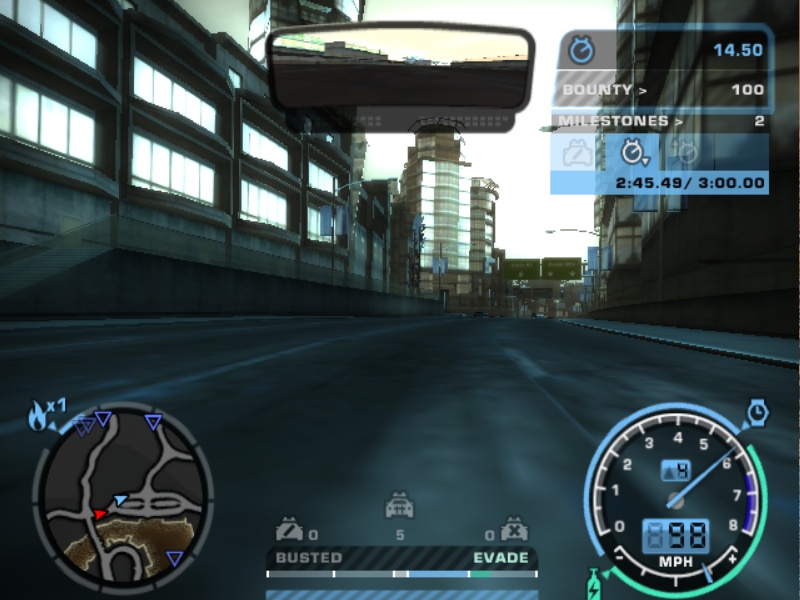 14.50
BOUNTY > 100
MILESTONES > 2
2:45.49/ 3:00.00
x1
0 5 0
BUSTED EVADE
0 1 2 3 4 5 6 7 8
4
98
MPH
- +